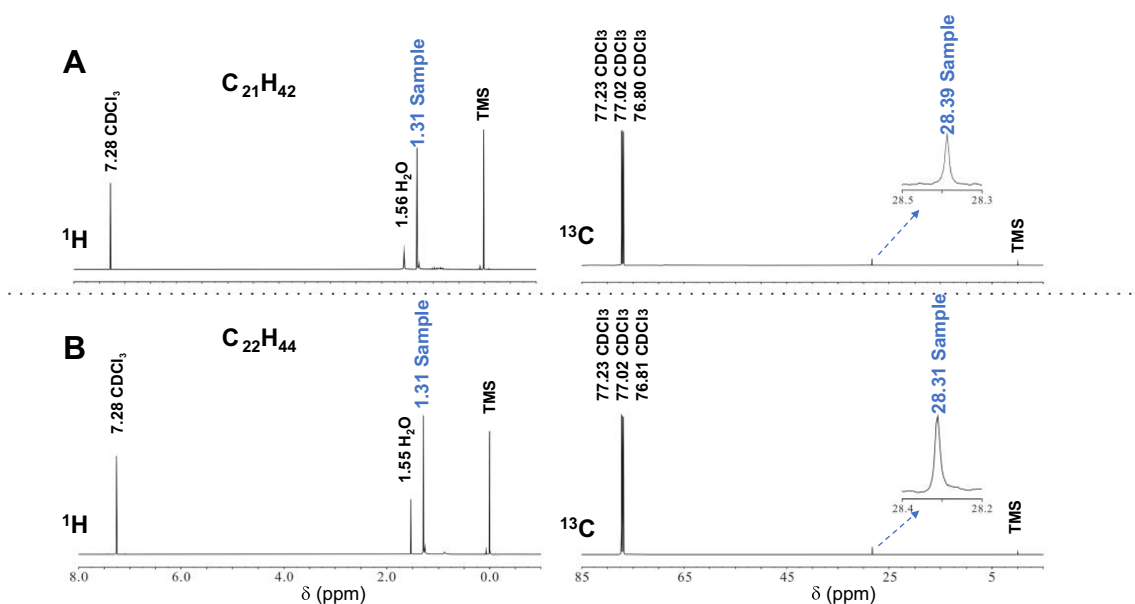 A
C21H42
7.28 CDCl3
1.56 H2O
1.31 Sample
TMS
1H
77.23 CDCl3
77.02 CDCl3
76.80 CDCl3
28.39 Sample
28.5
28.3
13C
TMS
B
C22H44
7.28 CDCl3
1.55 H2O
1.31 Sample
TMS
1H
8.0 6.0 4.0 2.0 0.0
δ (ppm)
77.23 CDCl3
77.02 CDCl3
76.81 CDCl3
28.31 Sample
28.4
28.2
13C
TMS
85 65 45 25 5
δ (ppm)